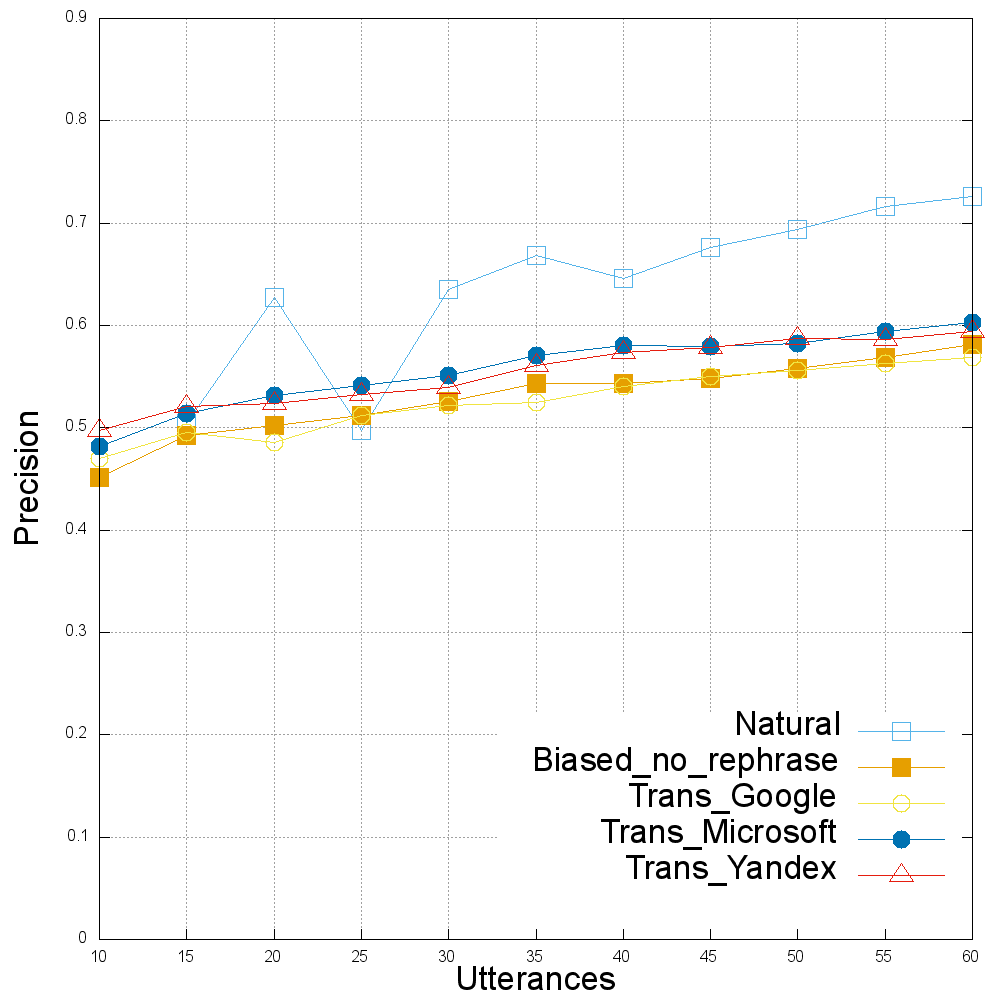 0.9
0.8
0.7
0.6
0.5
0.4
0.3
0.2
0.1
0
Precision
10 15 20 25 30 35 40 45 50 55 60
Utterances
Natural
Biased_no_rephrase
Trans_Google
Trans_Microsoft
Trans_Yandex